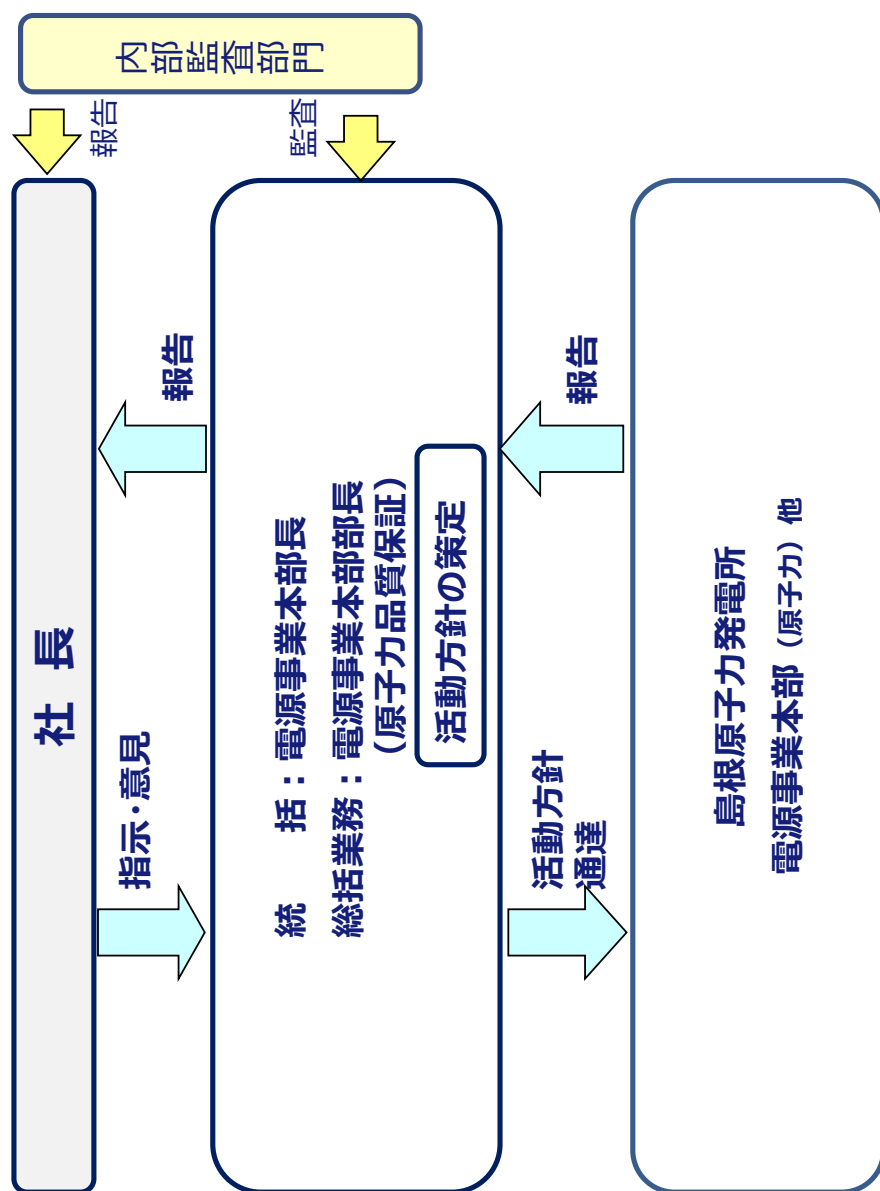 社 長
指示・意見
報告
統　　括：電源事業本部長
総括業務：電源事業本部部長
（原子力品質保証）
活動方針の策定
活動方針
通達
報告
島根原子力発電所
電源事業本部（原子力）他
内部監査部門
報告
監査